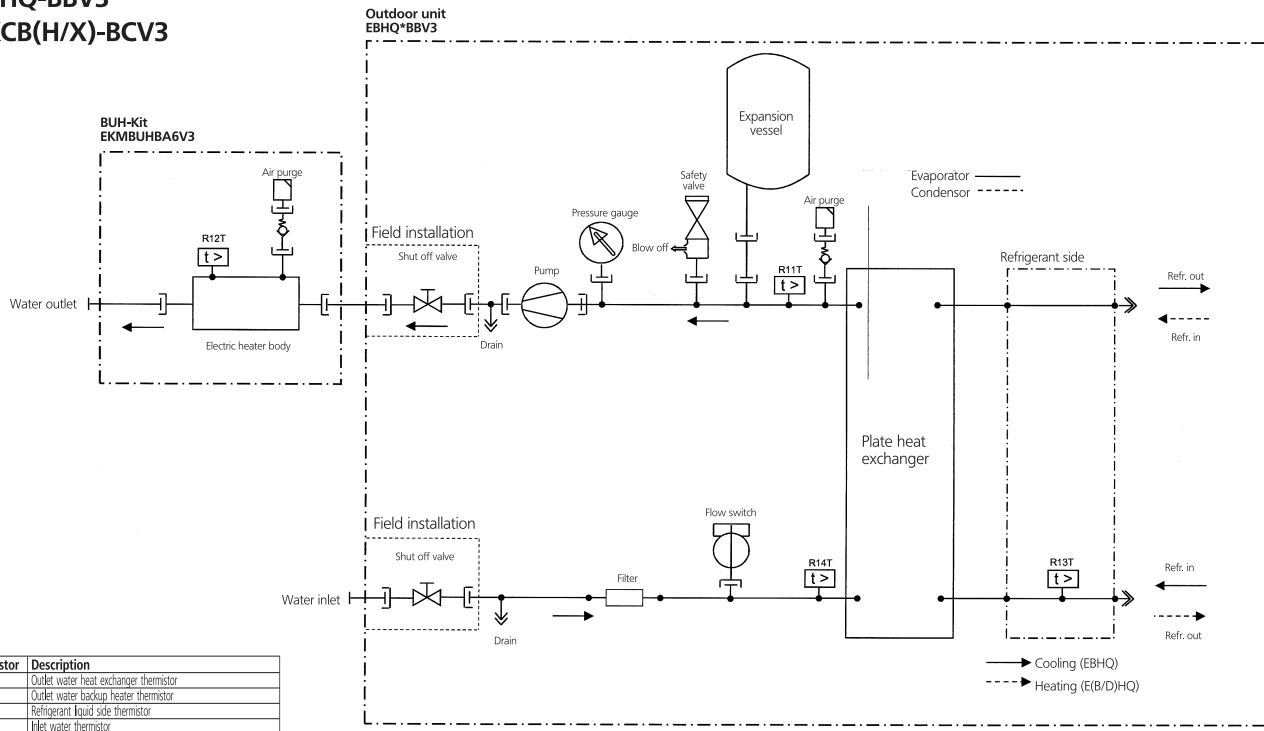 HQ-BBV3
CB(H/X)-BCV3
Outdoor unit
EBHQ*BBV3
BUH-Kit
EKMBUHBA6V3
Air purge
R12T
t >
Water outlet
Electric heater body
Field installation
Shut off valve
Drain
Pump
Pressure gauge
Blow off
Safety
valve
Expansion
vessel
R11T
t >
Air purge
Evaporator
Condensor
Refrigerant side
Refr. out
Refr. in
Plate heat
exchanger
Field installation
Shut off valve
Water inlet
Drain
Filter
Flow switch
R14T
t >
R13T
t >
Refr. in
Refr. out
Cooling (EBHQ)
Heating (E(B/D)HQ)
stor Description
Outlet water heat exchanger thermistor
Outlet water backup heater thermistor
Refrigerant liquid side thermistor
Inlet water thermistor